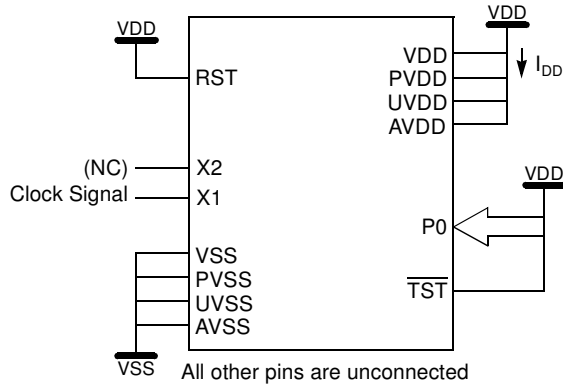 VDD
RST
(NC)
X2
Clock Signal
X1
VSS
PVSS
UVSS
AVSS
VSS
VDD
VDD
PVDD
UVDD
AVDD
IDD
VDD
P0
TST
All other pins are unconnected